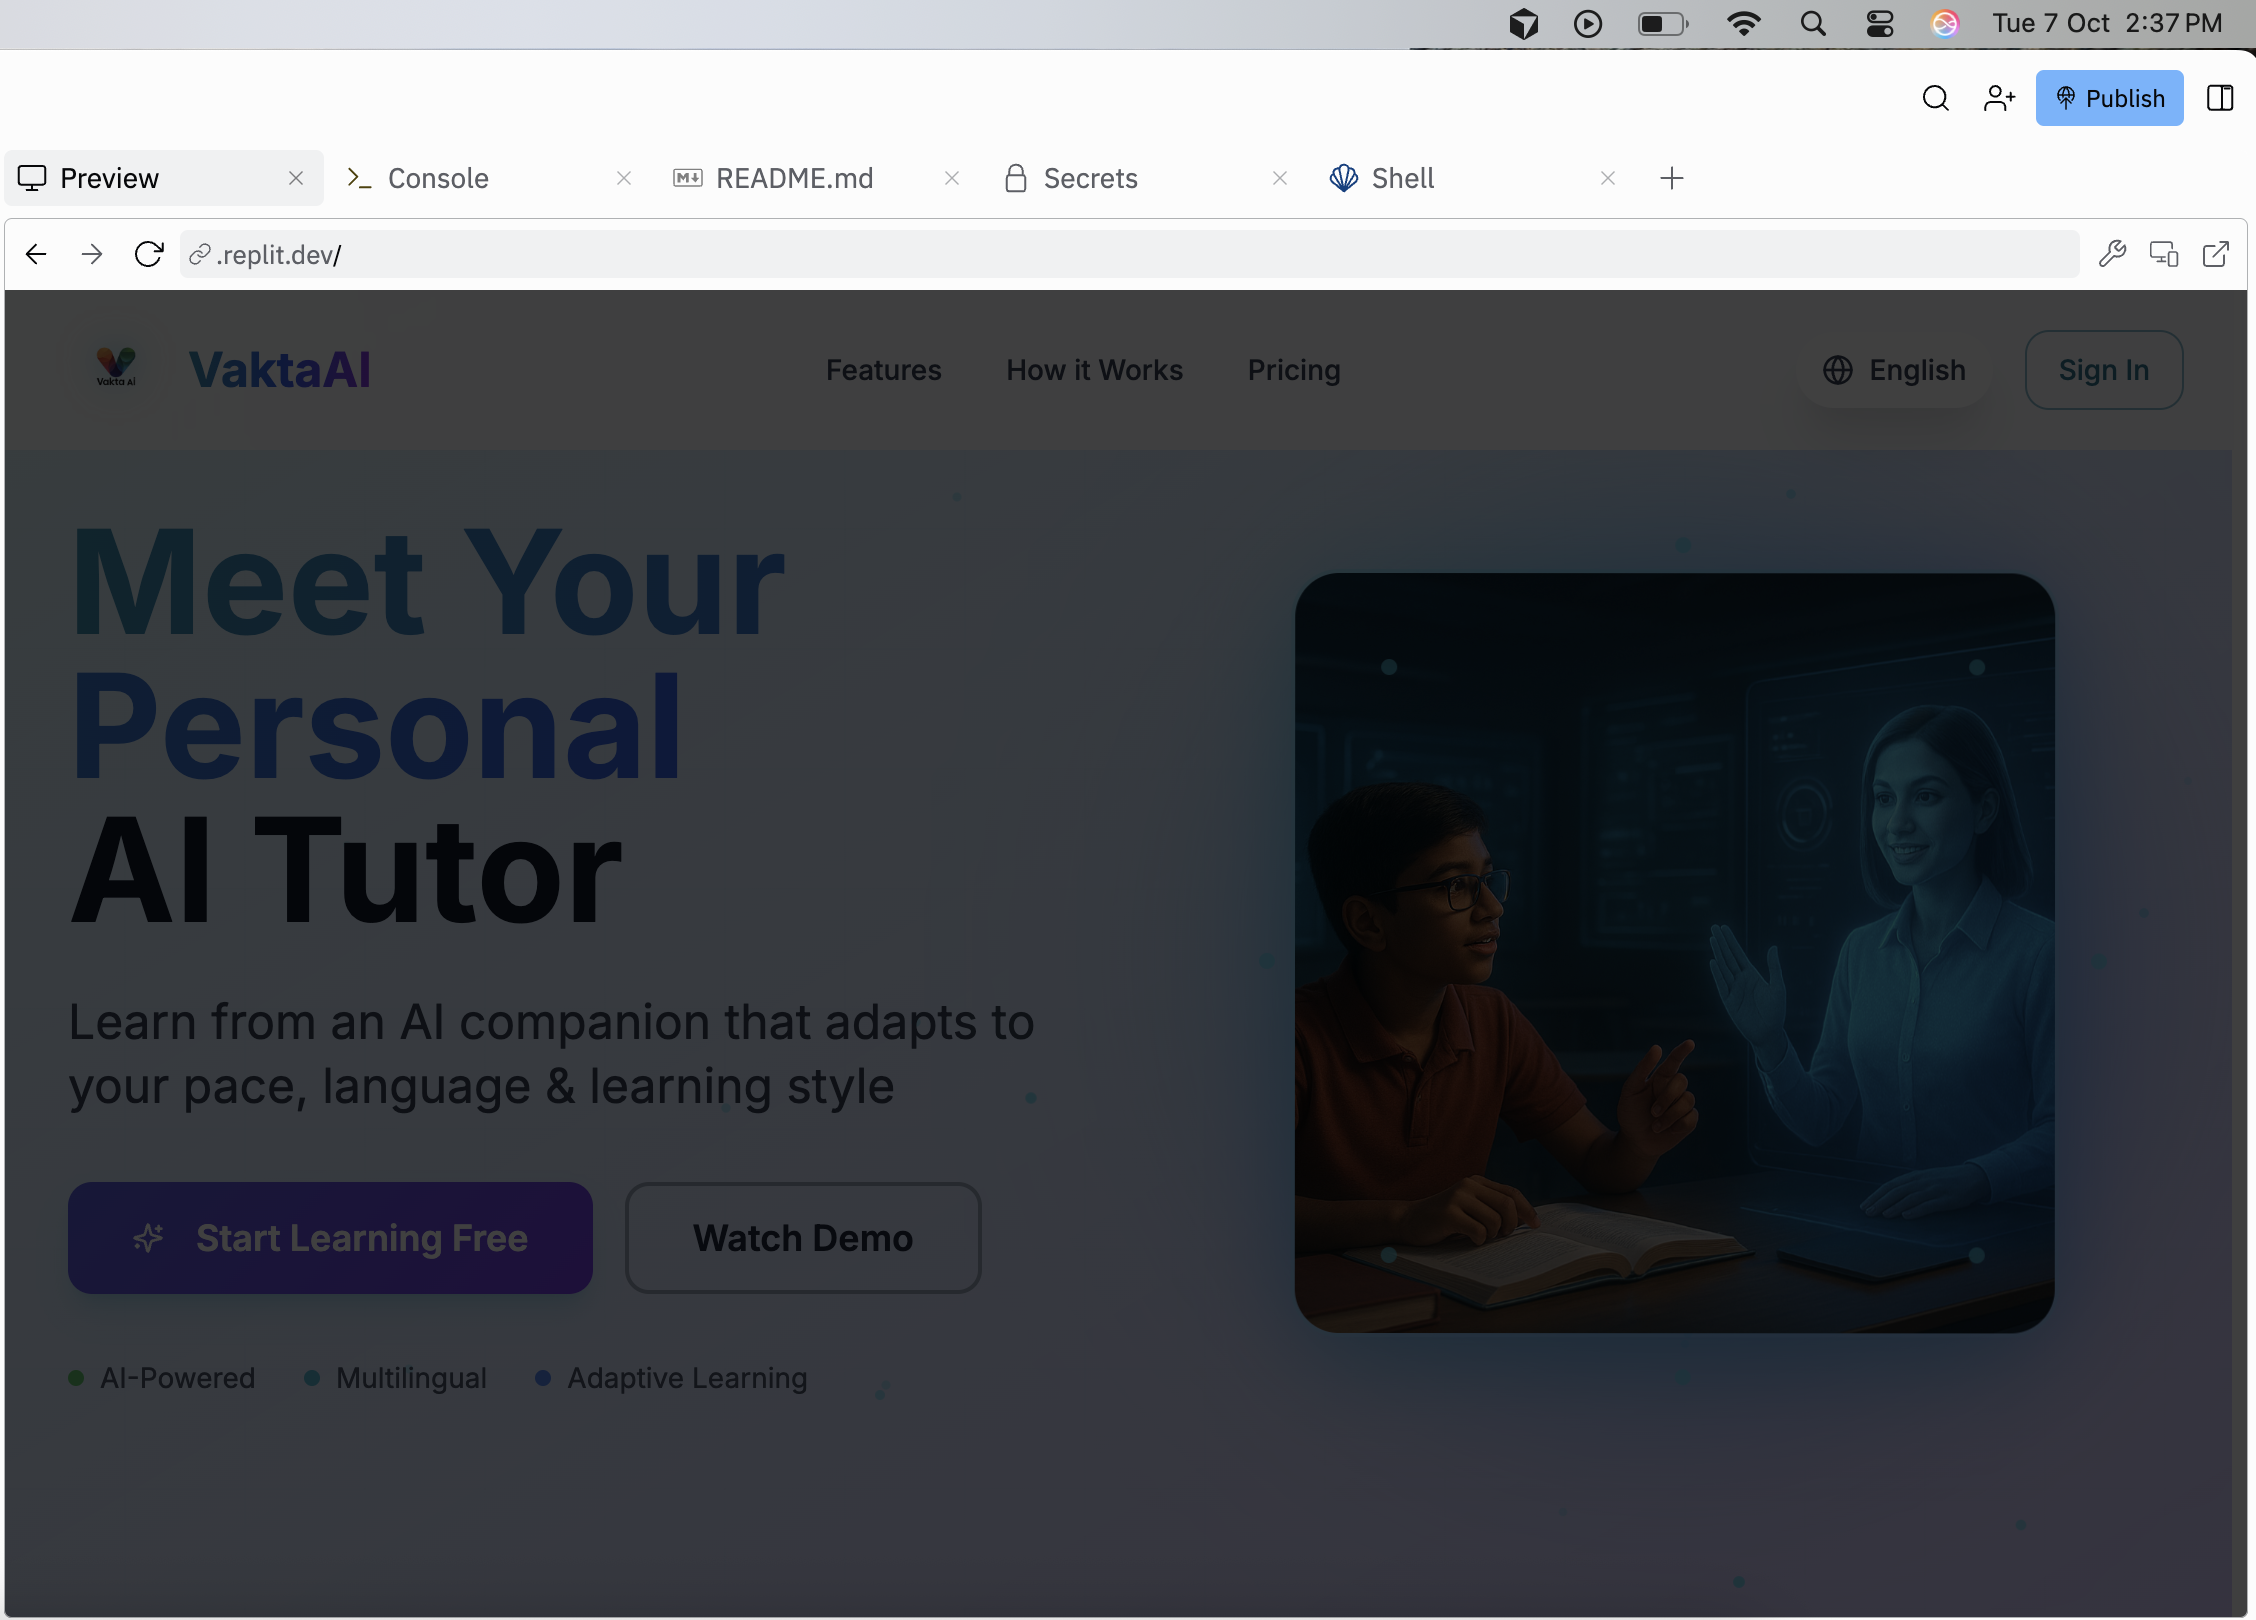 Tue 7 Oct 2:37 PM
Publish
Preview
Console
README.md
Secrets
Shell
.replit.dev/
Vakta Ai
VaktaAI
Features
How it Works
Pricing
English
Sign In
Meet Your
Personal
AI Tutor
Learn from an AI companion that adapts to
your pace, language & learning style
Start Learning Free
Watch Demo
AI-Powered
Multilingual
Adaptive Learning